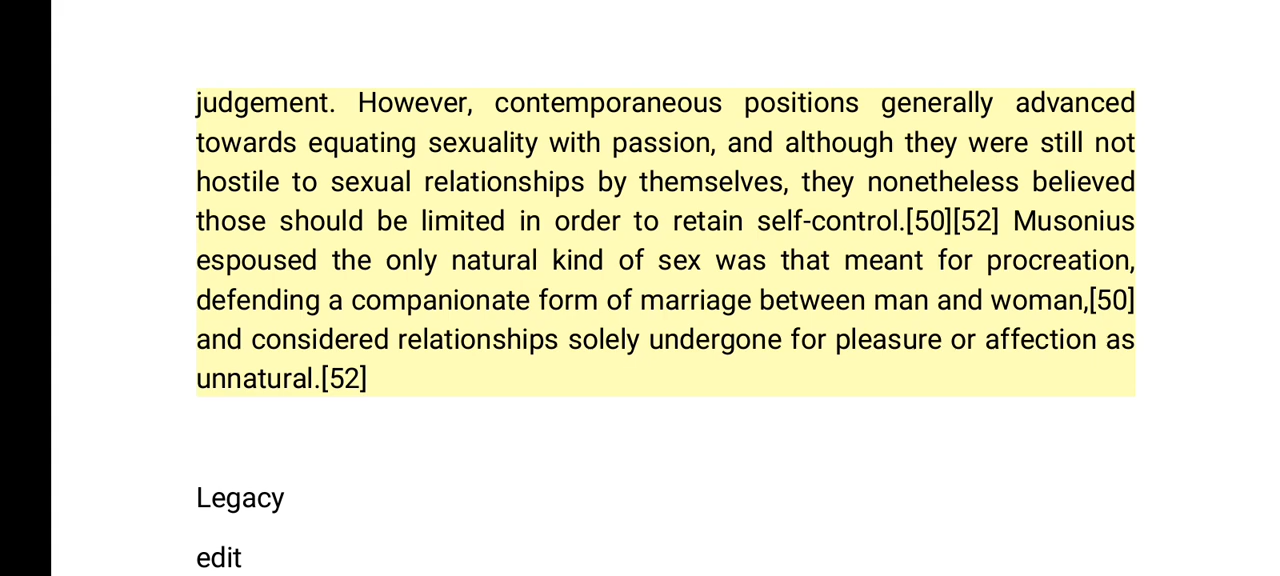 judgement. However, contemporaneous positions generally advanced
towards equating sexuality with passion, and although they were still not
hostile to sexual relationships by themselves, they nonetheless believed
those should be limited in order to retain self-control.[50][52] Musonius
espoused the only natural kind of sex was that meant for procreation,
defending a companionate form of marriage between man and woman,[50]
and considered relationships solely undergone for pleasure or affection as
unnatural.[52]
Legacy
edit